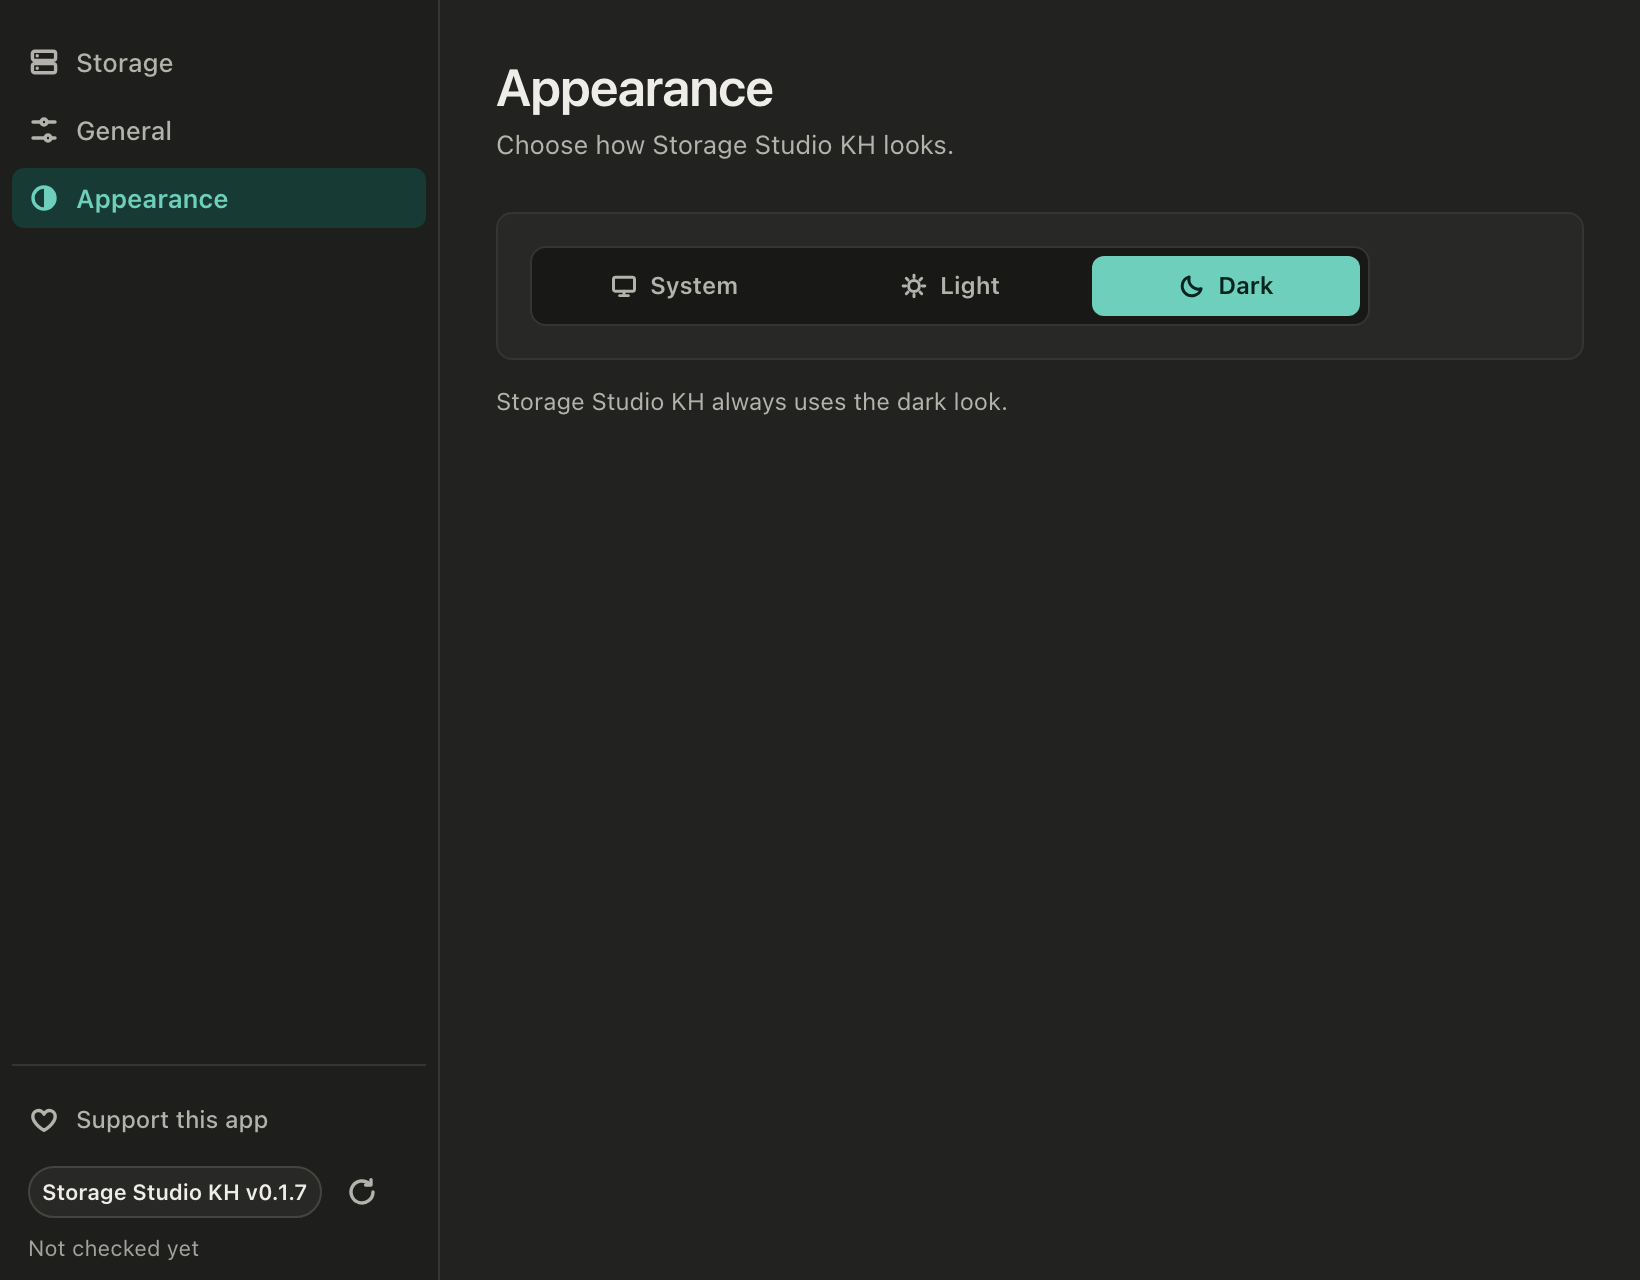 Storage
General
Appearance
Support this app
Storage Studio KH v0.1.7
Not checked yet
Appearance
Choose how Storage Studio KH looks.
System
Light
Dark
Storage Studio KH always uses the dark look.